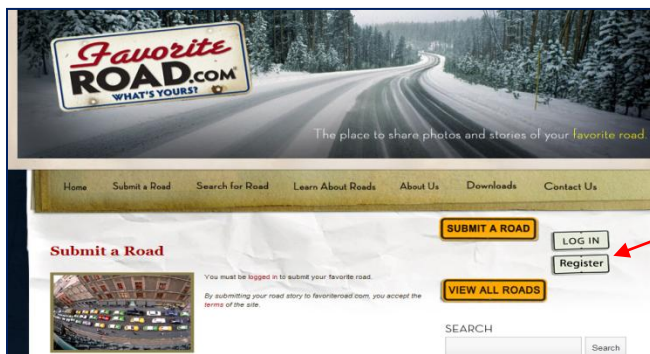 Favorite
ROAD.COM
WHAT'S YOURS?
The place to share photos and stories of your favorite road.
Home Submit a Road Search for Road Learn About Roads About Us Downloads Contact Us
Submit a Road
You must be logged in to submit your favorite road.
By submitting your road story to favoriteroad.com, you accept the
terms of the site.
SUBMIT A ROAD
LOG IN
Register
VIEW ALL ROADS
SEARCH
Search